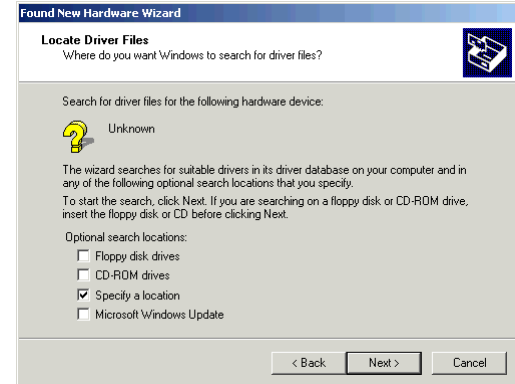 Found New Hardware Wizard
Locate Driver Files
Where do you want Windows to search for driver files?
Search for driver files for the following hardware device:
Unknown
The wizard searches for suitable drivers in its driver database on your computer and in
any of the following optional search locations that you specify.
To start the search, click Next. If you are searching on a floppy disk or CD-ROM drive,
insert the floppy disk or CD before clicking Next.
Optional search locations:
Floppy disk drives
CD-ROM drives
Specify a location
Microsoft Windows Update
< Back Next > Cancel